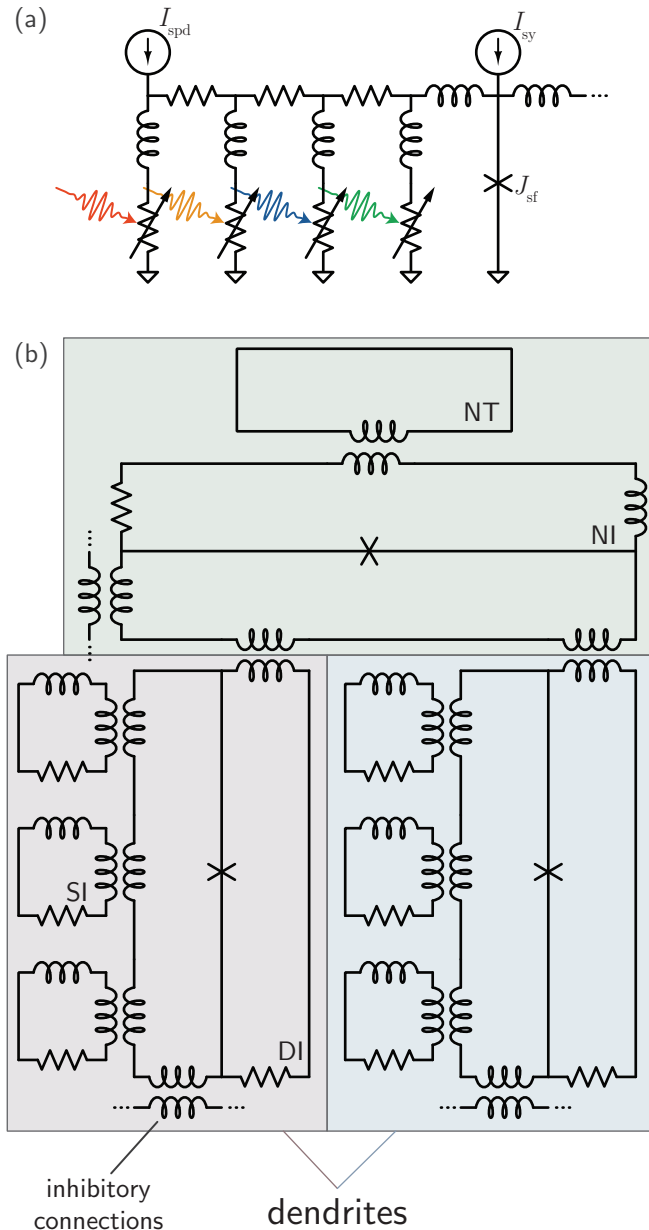 (a)
I_spd
I_sy
...
J_sf
(b)
NT
NI
...
...
SI
DI
... ...
... ...
inhibitory
connections
dendrites